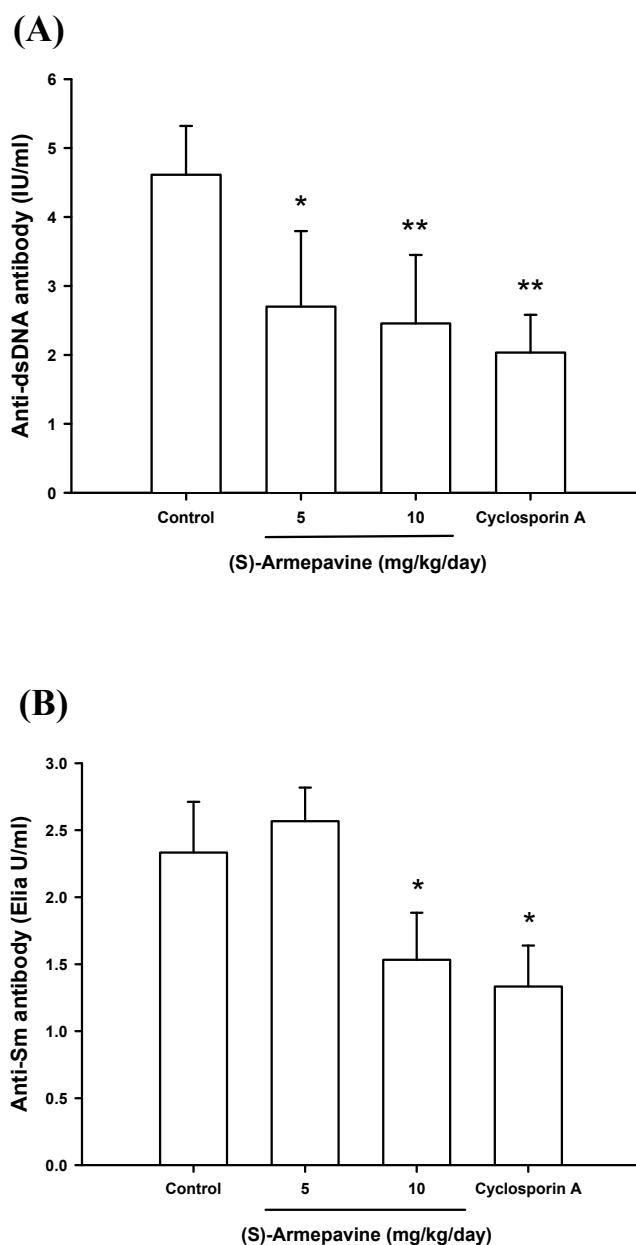 (A)
Anti-dsDNA antibody (IU/ml)
6
5
4
3
2
1
0
*
**
**
Control
5
10
Cyclosporin A
(S)-Armepavine (mg/kg/day)
(B)
Anti-Sm antibody (Elia U/ml)
3.0
2.5
2.0
1.5
1.0
0.5
0.0
*
*
Control
5
10
Cyclosporin A
(S)-Armepavine (mg/kg/day)